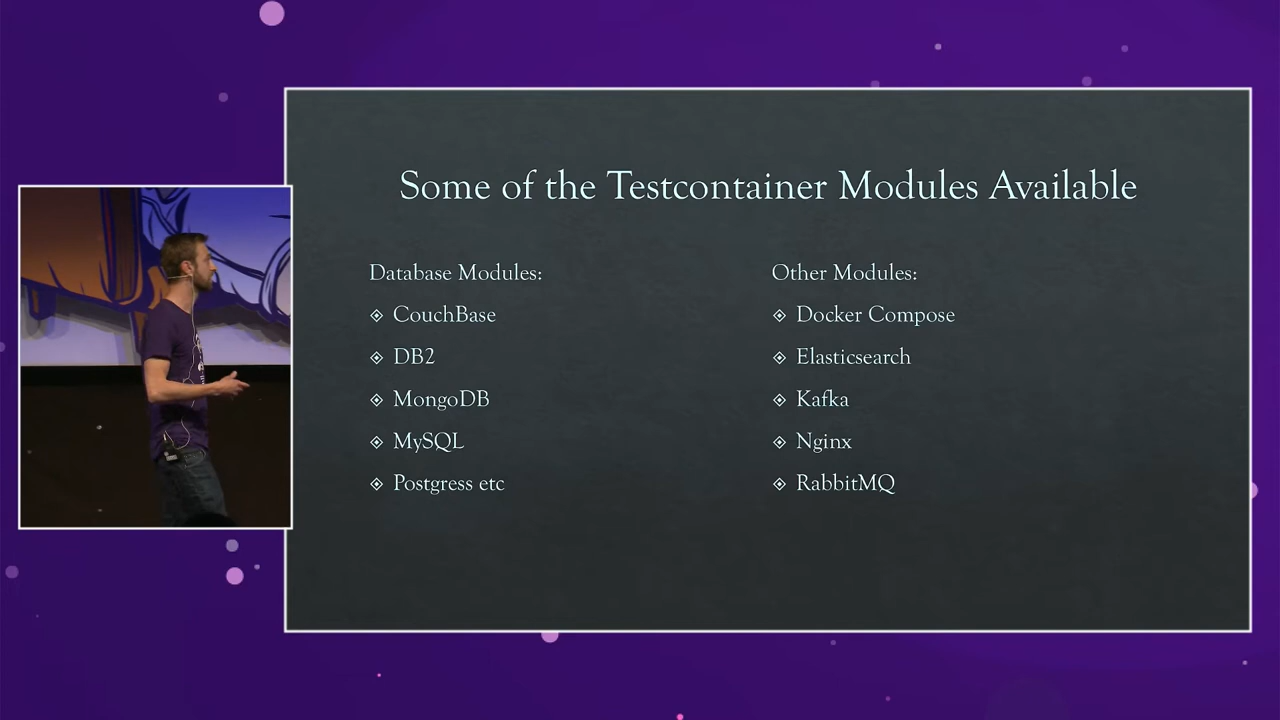 Some of the Testcontainer Modules Available
Database Modules:
CouchBase
DB2
MongoDB
MySQL
Postgress etc
Other Modules:
Docker Compose
Elasticsearch
Kafka
Nginx
RabbitMQ